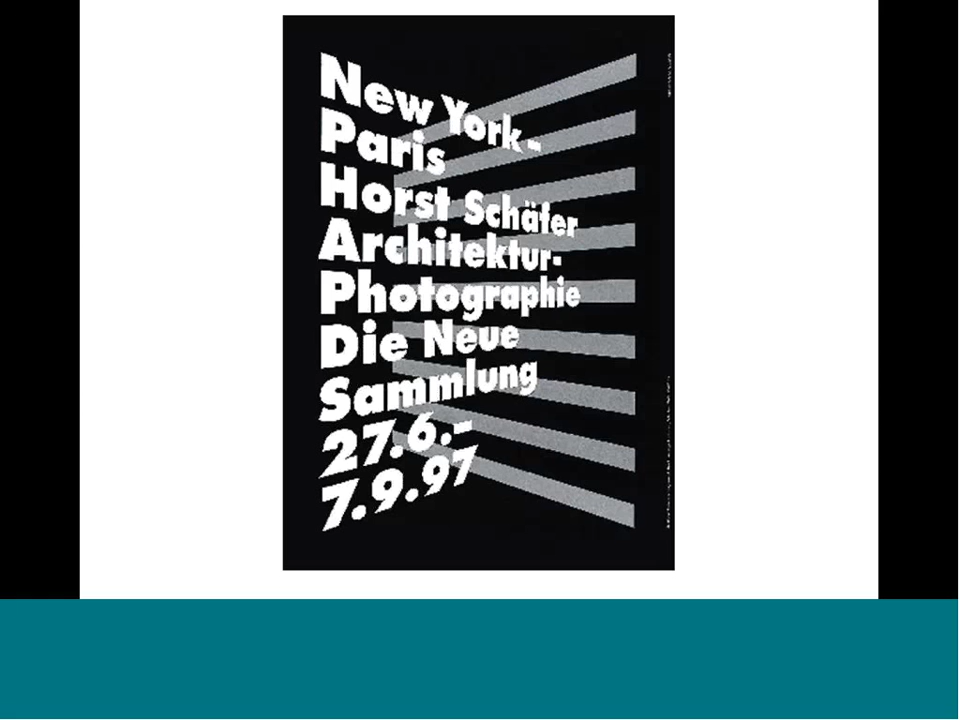 New York-
Paris
Horst Schäfer
Architektur-
Photographie
Die Neue
Sammlung
27.6.-
7.9.97